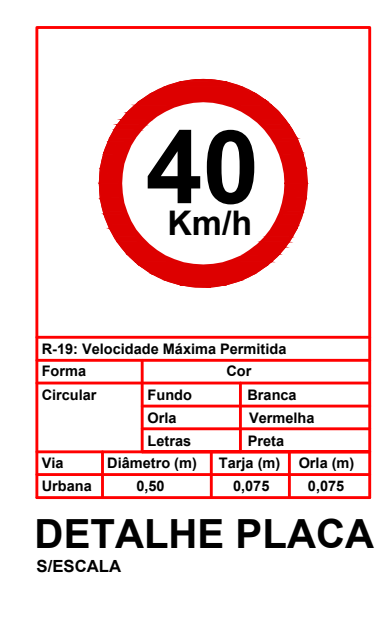 40
Km/h
R-19: Velocidade Máxima Permitida
Forma Cor
Circular Fundo Branca
Orla Vermelha
Letras Preta
Via Diâmetro (m) Tarja (m) Orla (m)
Urbana 0,50 0,075 0,075
DETALHE PLACA
S/ESCALA